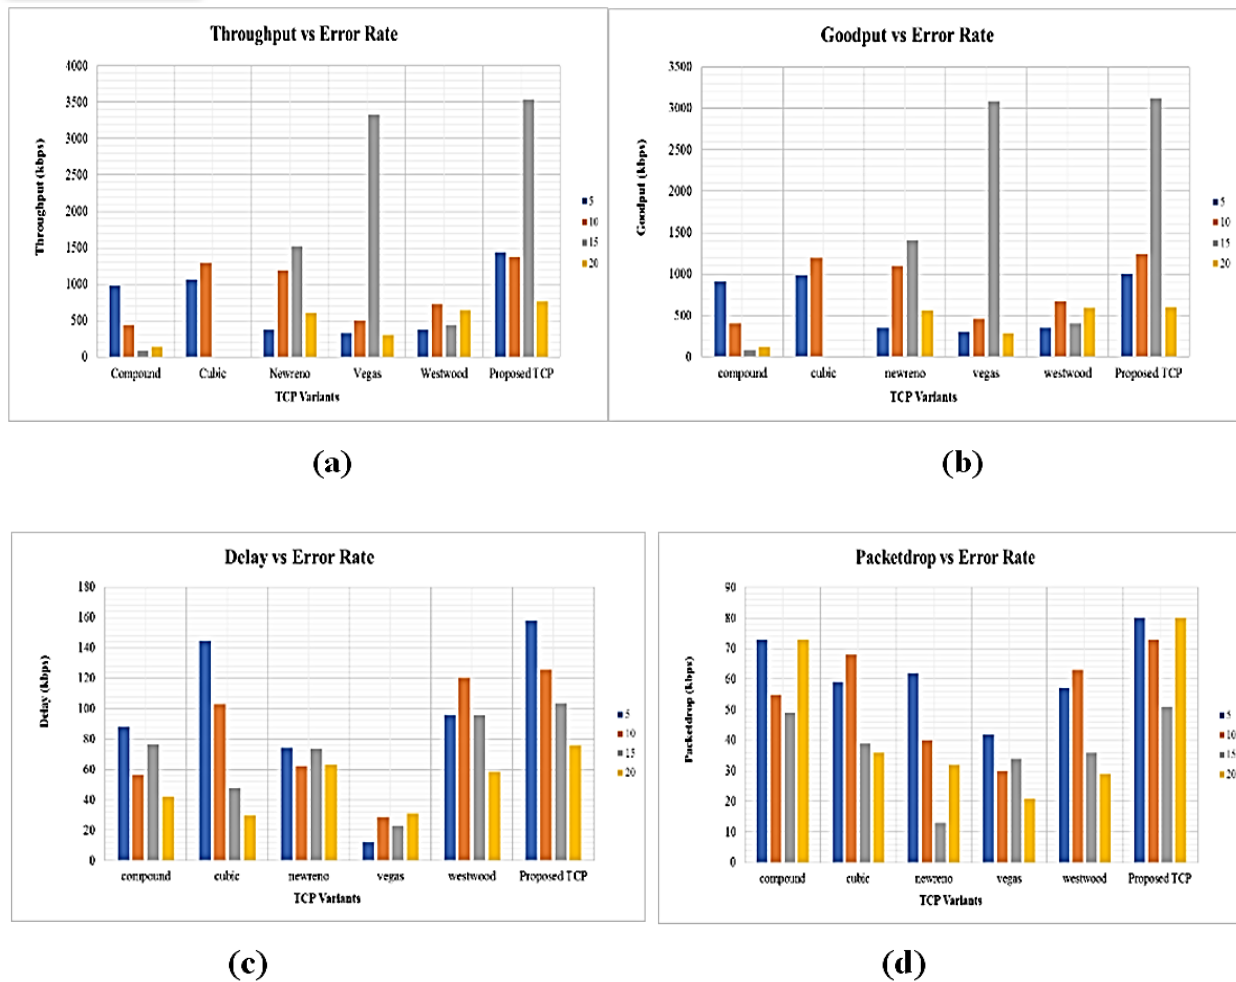 Throughput vs Error Rate
4000
3500
3000
2500
2000
1500
1000
500
0
Throughput (kbps)
Compound Cubic Newreno Vegas Westwood Proposed TCP
TCP Variants
5
10
15
20
(a)
Goodput vs Error Rate
3500
3000
2500
2000
1500
1000
500
0
Goodput (kbps)
compound cubic newreno vegas westwood Proposed TCP
TCP Variants
5
10
15
20
(b)
Delay vs Error Rate
180
160
140
120
100
80
60
40
20
0
Delay (kbps)
compound cubic newreno vegas westwood Proposed TCP
TCP Variants
5
10
15
20
(c)
Packetdrop vs Error Rate
90
80
70
60
50
40
30
20
10
0
Packetdrop (kbps)
compound cubic newreno vegas westwood Proposed TCP
TCP Variants
5
10
15
20
(d)